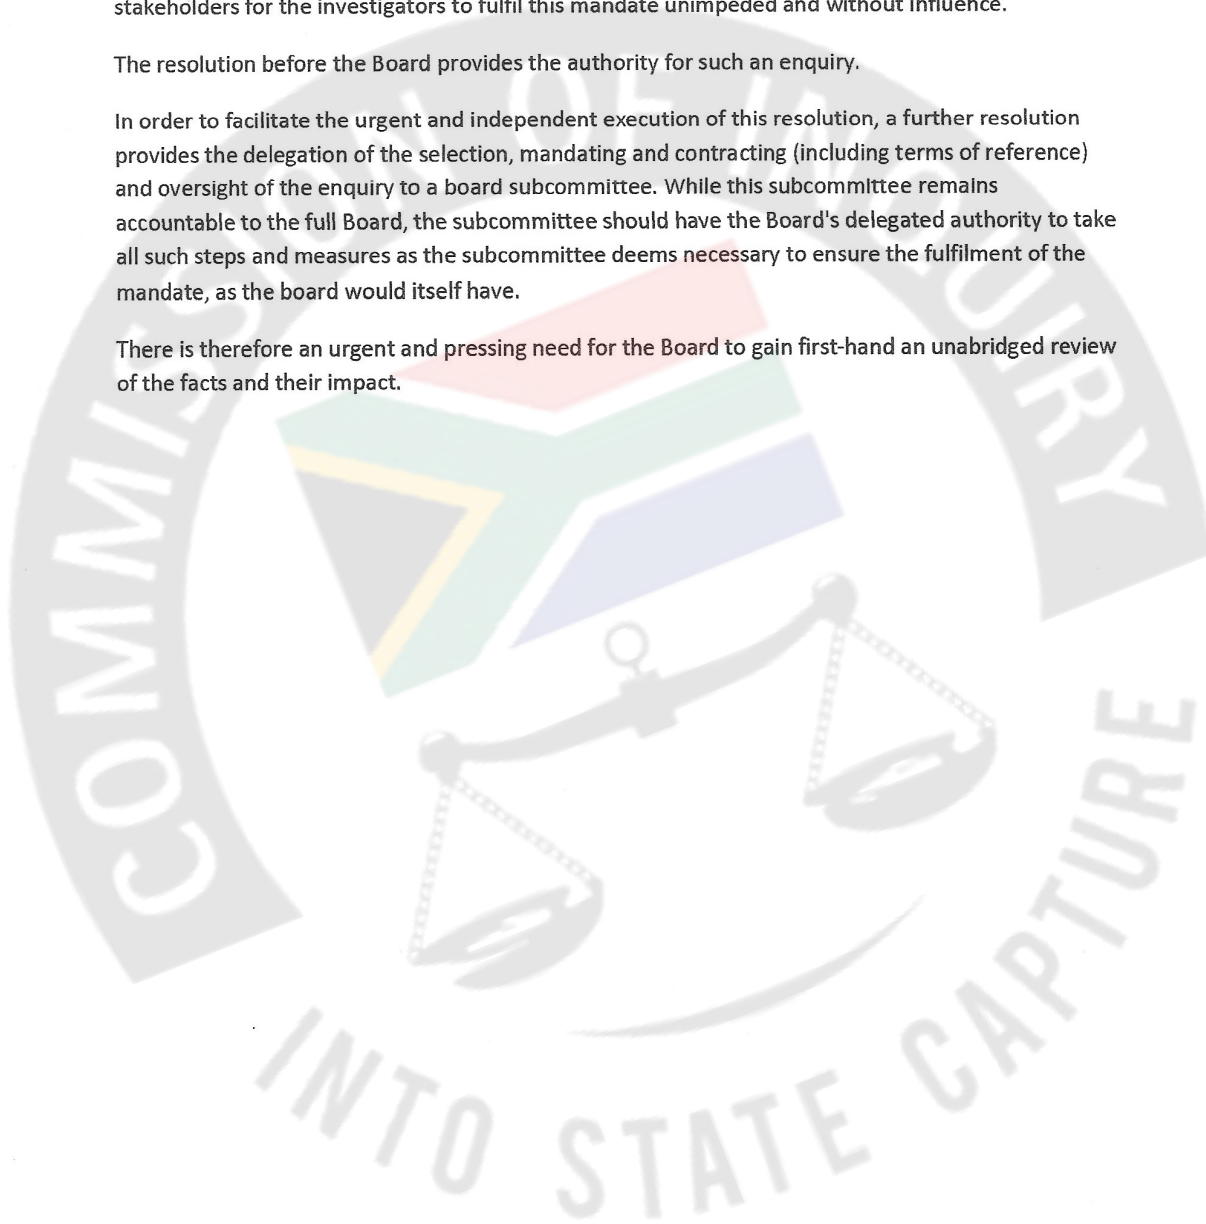 stakeholders for the investigators to fulfil this mandate unimpeded and without influence.
The resolution before the Board provides the authority for such an enquiry.
In order to facilitate the urgent and independent execution of this resolution, a further resolution
provides the delegation of the selection, mandating and contracting (including terms of reference)
and oversight of the enquiry to a board subcommittee. While this subcommittee remains
accountable to the full Board, the subcommittee should have the Board's delegated authority to take
all such steps and measures as the subcommittee deems necessary to ensure the fulfilment of the
mandate, as the board would itself have.
There is therefore an urgent and pressing need for the Board to gain first-hand an unabridged review
of the facts and their impact.
COMMISSION OF INQUIRY
INTO STATE CAPTURE